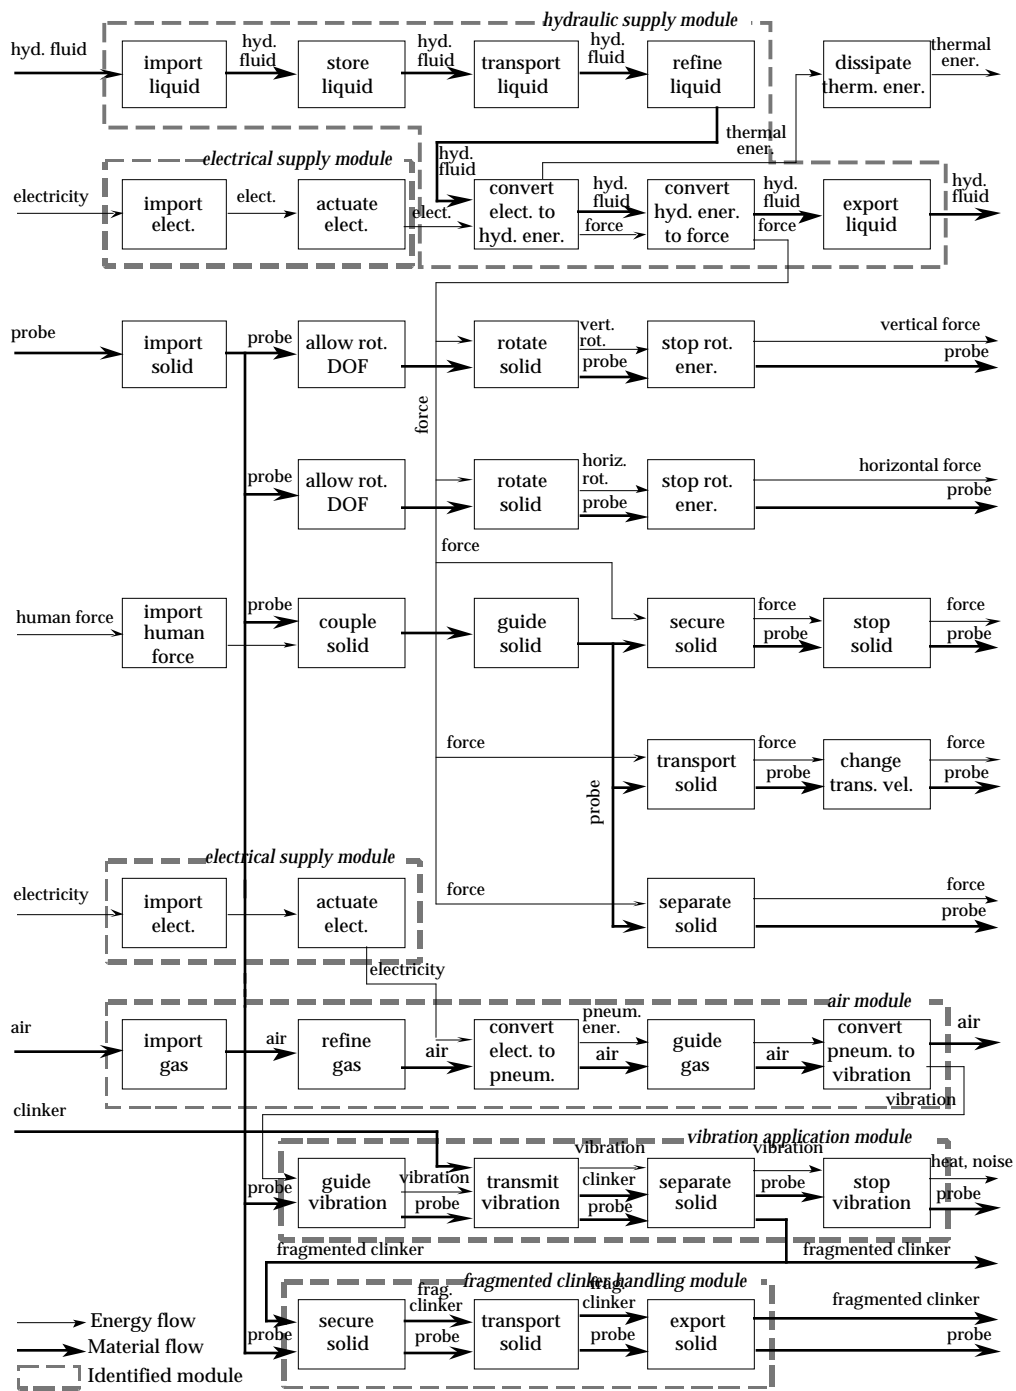 hydraulic supply module
hyd. fluid
hyd.
fluid
hyd.
fluid
hyd.
fluid
thermal
ener.
import
liquid
store
liquid
transport
liquid
refine
liquid
dissipate
therm. ener.
thermal
ener.
electrical supply module
hyd.
fluid
electricity
import
elect.
elect.
actuate
elect.
elect.
convert
elect. to
hyd. ener.
hyd.
fluid
force
convert
hyd. ener.
to force
hyd.
fluid
force
export
liquid
hyd.
fluid
probe
import
solid
probe
allow rot.
DOF
rotate
solid
vert.
rot.
probe
stop rot.
ener.
vertical force
probe
force
probe
allow rot.
DOF
rotate
solid
horiz.
rot.
probe
stop rot.
ener.
horizontal force
probe
force
human force
import
human
force
probe
couple
solid
guide
solid
secure
solid
force
probe
stop
solid
force
probe
force
transport
solid
force
probe
change
trans. vel.
force
probe
probe
electrical supply module
electricity
import
elect.
actuate
elect.
force
separate
solid
force
probe
electricity
air module
air
import
gas
air
refine
gas
air
convert
elect. to
pneum.
pneum.
ener.
air
guide
gas
air
convert
pneum. to
vibration
air
vibration
clinker
vibration application module
probe
guide
vibration
vibration
probe
transmit
vibration
vibration
clinker
probe
separate
solid
vibration
probe
stop
vibration
heat, noise
probe
fragmented clinker
fragmented clinker
fragmented clinker handling module
probe
secure
solid
frag.
clinker
probe
transport
solid
frag.
clinker
probe
export
solid
fragmented clinker
probe
Energy flow
Material flow
Identified module